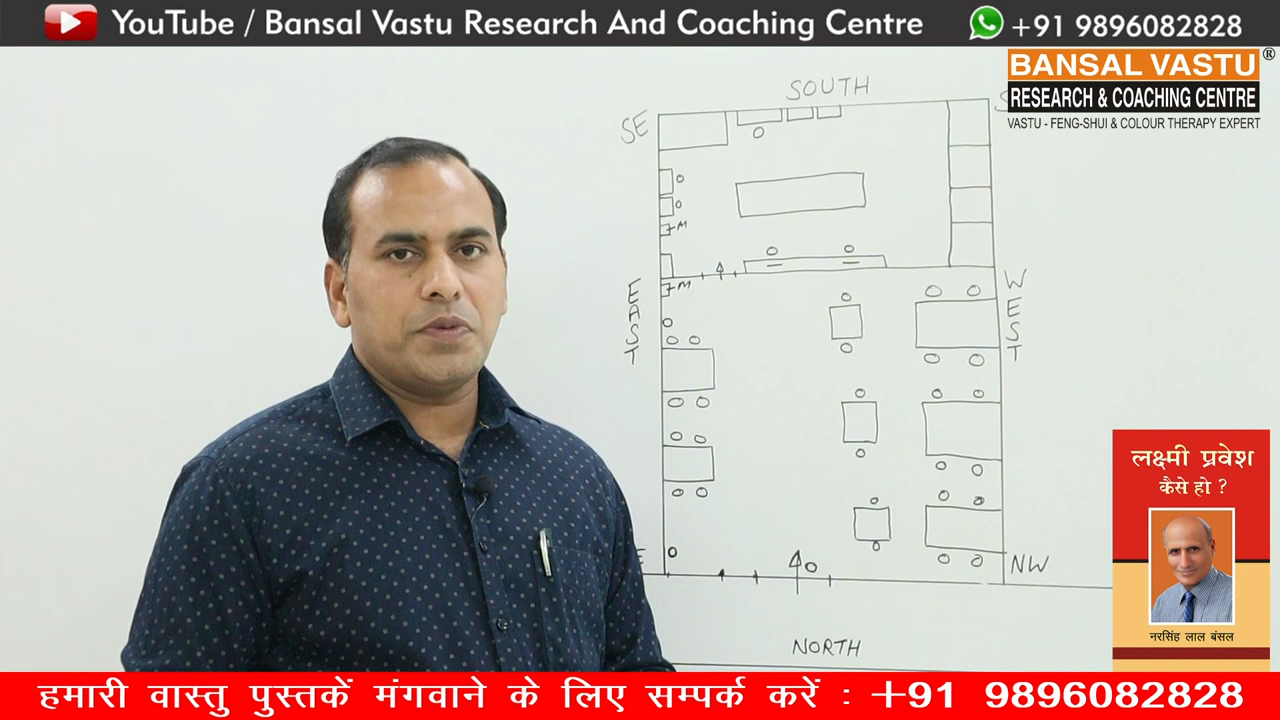 YouTube / Bansal Vastu Research And Coaching Centre
+91 9896082828
BANSAL VASTU®
RESEARCH & COACHING CENTRE
VASTU - FENG-SHUI & COLOUR THERAPY EXPERT
SOUTH
SE
M
M
EAST
WEST
NW
NORTH
लक्ष्मी प्रवेश
कैसे हो ?
नरसिंह लाल बंसल
हमारी वास्तु पुस्तकें मंगवाने के लिए सम्पर्क करें : +91 9896082828